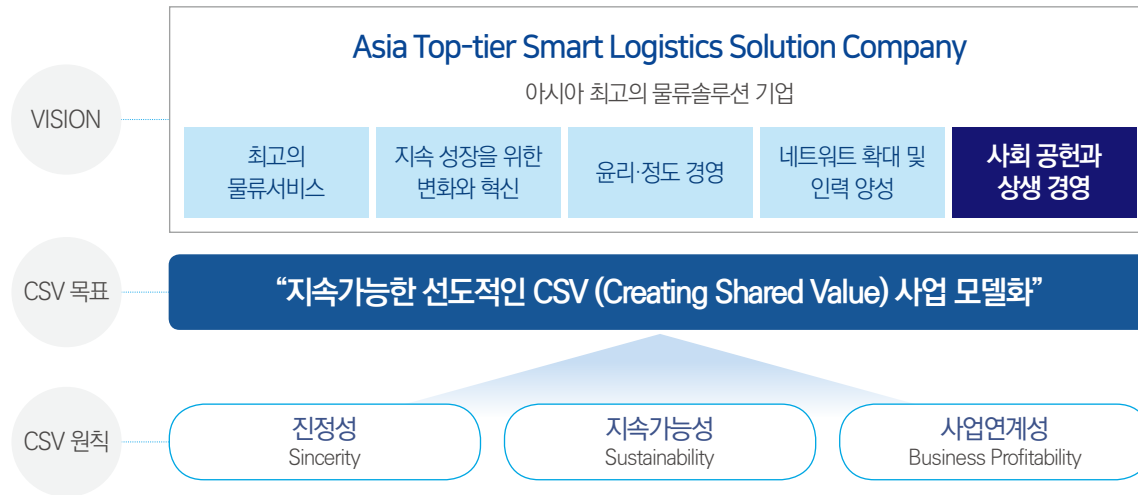 Asia Top-tier Smart Logistics Solution Company
아시아 최고의 물류솔루션 기업
VISION
최고의
물류서비스
지속 성장을 위한
변화와 혁신
윤리·정도 경영
네트워트 확대 및
인력 양성
사회 공헌과
상생 경영
CSV 목표
“지속가능한 선도적인 CSV (Creating Shared Value) 사업 모델화”
CSV 원칙
진정성
Sincerity
지속가능성
Sustainability
사업연계성
Business Profitability